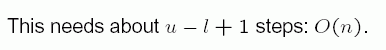 This needs about u − l + 1 steps: O(n).